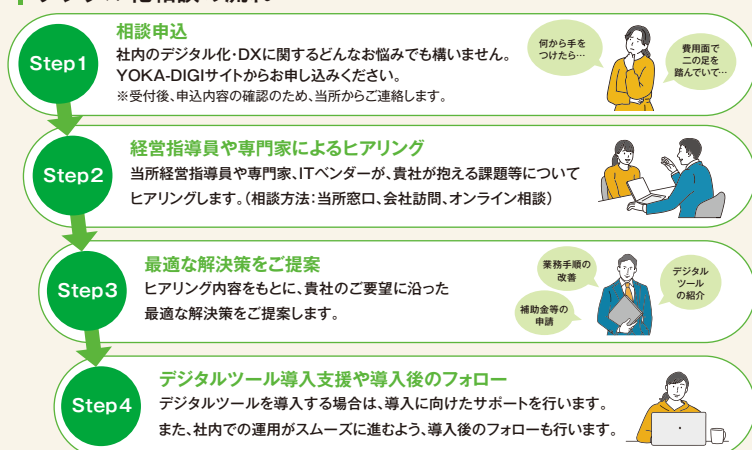 Step1
相談申込
社内のデジタル化・DXに関するどんなお悩みでも構いません。
YOKA-DIGIサイトからお申し込みください。
※受付後、申込内容の確認のため、当所からご連絡します。
何から手を
つけたら…
費用面で
二の足を
踏んでいて…
Step2
経営指導員や専門家によるヒアリング
当所経営指導員や専門家、ITベンダーが、貴社が抱える課題等について
ヒアリングします。(相談方法:当所窓口、会社訪問、オンライン相談)
Step3
最適な解決策をご提案
ヒアリング内容をもとに、貴社のご要望に沿った
最適な解決策をご提案します。
業務手順の
改善
補助金等の
申請
デジタル
ツール
の紹介
Step4
デジタルツール導入支援や導入後のフォロー
デジタルツールを導入する場合は、導入に向けたサポートを行います。
また、社内での運用がスムーズに進むよう、導入後のフォローも行います。